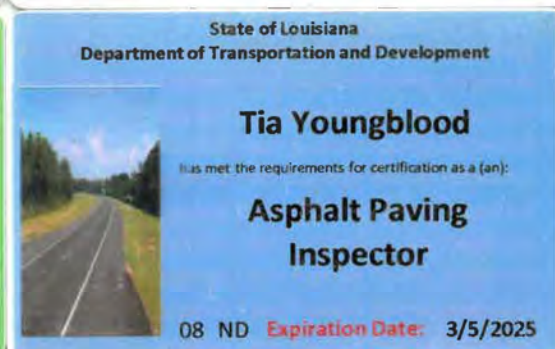 State of Louisiana
Department of Transportation and Development
Tia Youngblood
has met the requirements for certification as a (an):
Asphalt Paving
Inspector
08 ND Expiration Date: 3/5/2025